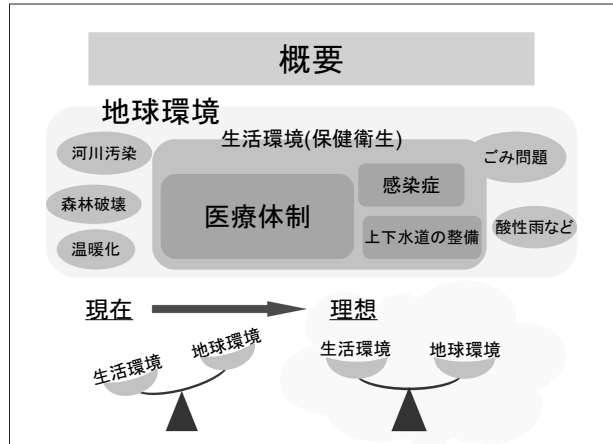 概要
地球環境
生活環境(保健衛生)
河川汚染
ごみ問題
感染症
医療体制
森林破壊
上下水道の整備
酸性雨など
温暖化
現在
理想
生活環境
地球環境
生活環境
地球環境